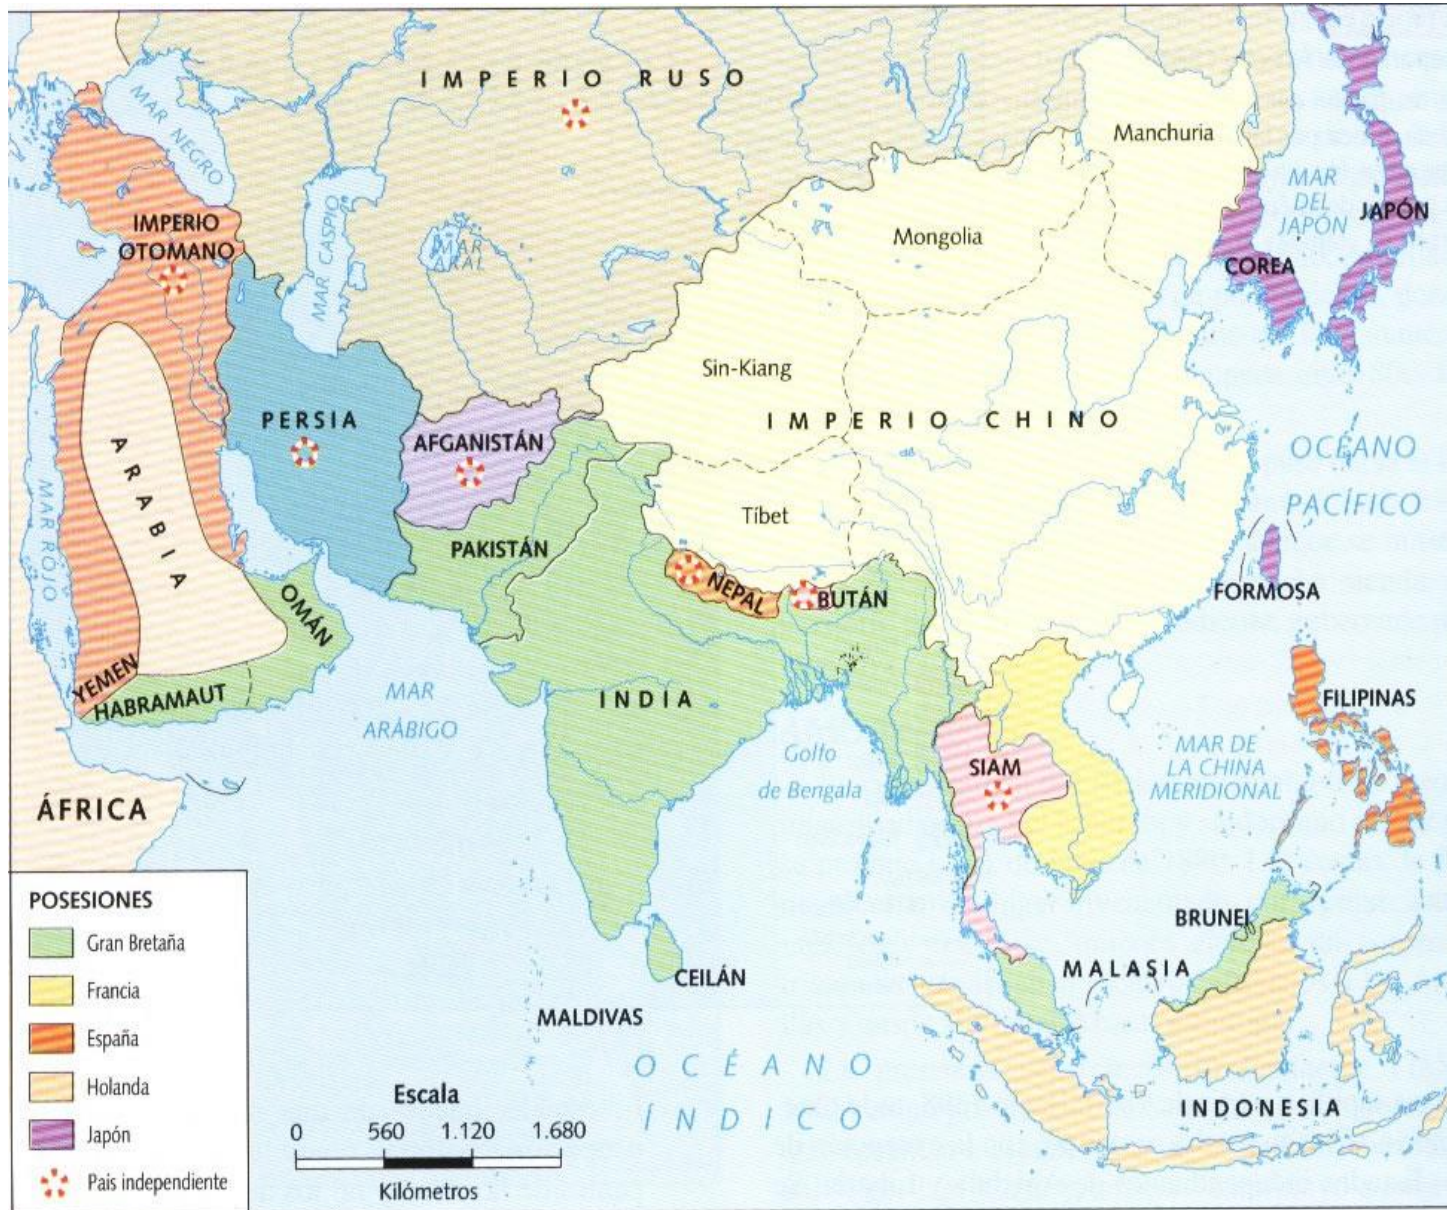 IMPERIO RUSO
MAR NEGRO
Manchuria
MAR
DEL
JAPÓN
JAPÓN
IMPERIO
OTOMANO
MAR CASPIO
MAR
ARAL
Mongolia
COREA
Sin-Kiang
IMPERIO CHINO
PERSIA
AFGANISTÁN
ARABIA
MAR ROJO
OCÉANO
PACÍFICO
Tíbet
PAKISTÁN
NEPAL
BUTÁN
FORMOSA
OMÁN
YEMEN
HABRAMAUT
MAR
ARÁBIGO
INDIA
FILIPINAS
Golfo
de Bengala
SIAM
MAR DE
LA CHINA
MERIDIONAL
ÁFRICA
BRUNEI
MALASIA
CEILÁN
MALDIVAS
OCÉANO
ÍNDICO
INDONESIA
POSESIONES
Gran Bretaña
Francia
España
Holanda
Japón
País independiente
Escala
0 560 1.120 1.680
Kilómetros